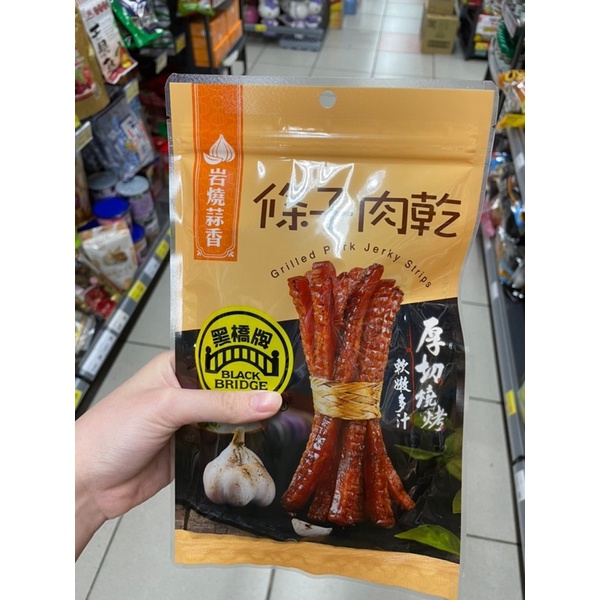 岩燒蒜香
條子肉乾
Grilled Pork Jerky Strips
黑橋牌
BLACK
BRIDGE
厚切燒烤
軟嫩多汁